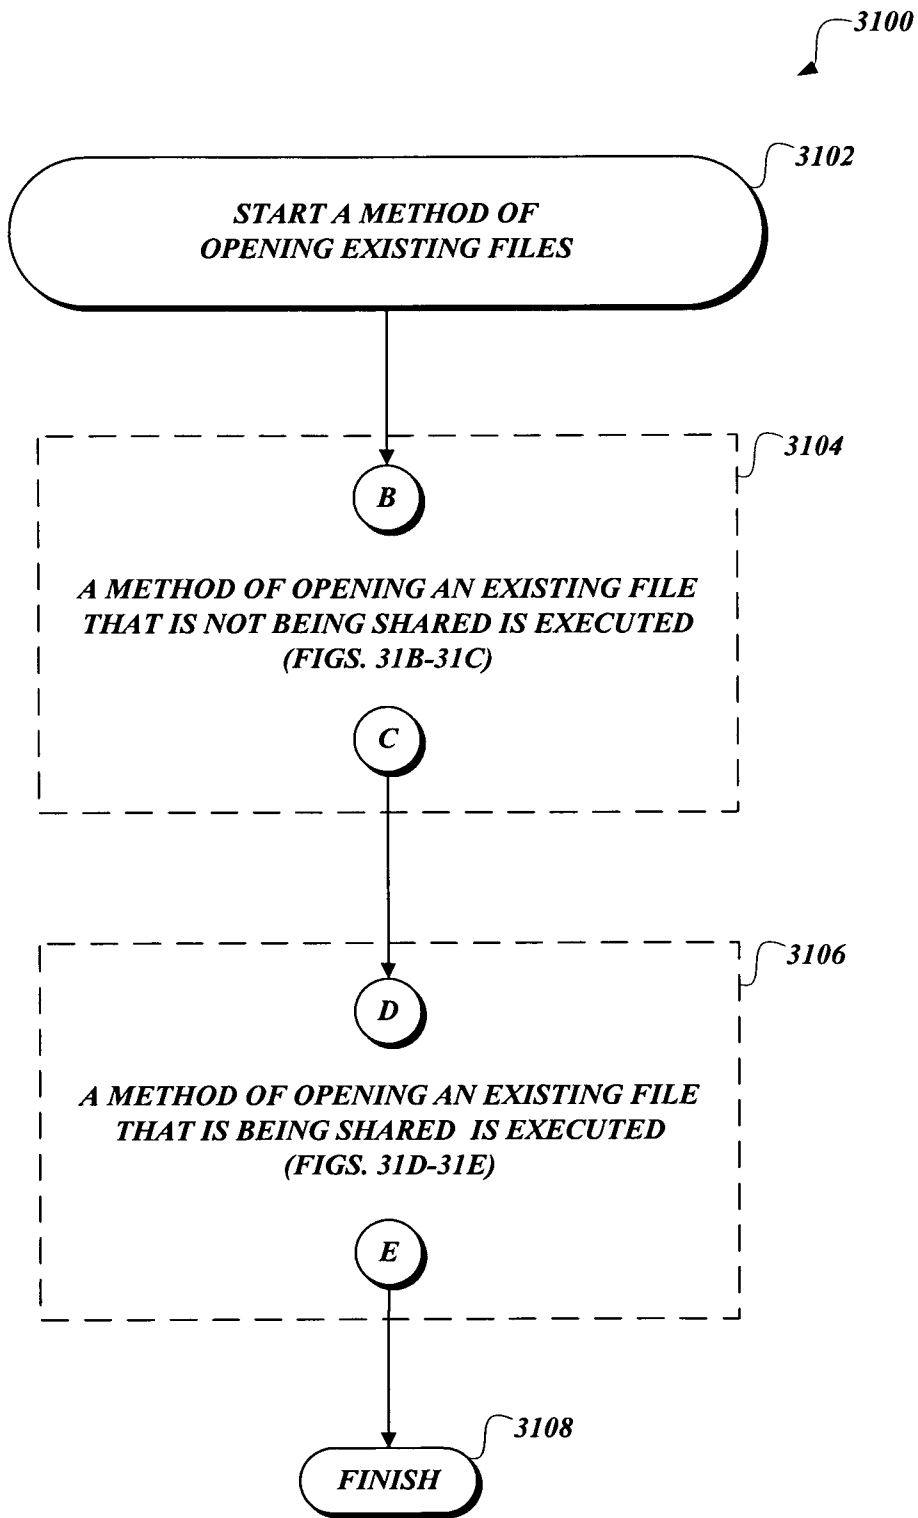 3100
3102
START A METHOD OF
OPENING EXISTING FILES
3104
B
A METHOD OF OPENING AN EXISTING FILE
THAT IS NOT BEING SHARED IS EXECUTED
(FIGS. 31B-31C)
C
3106
D
A METHOD OF OPENING AN EXISTING FILE
THAT IS BEING SHARED IS EXECUTED
(FIGS. 31D-31E)
E
3108
FINISH